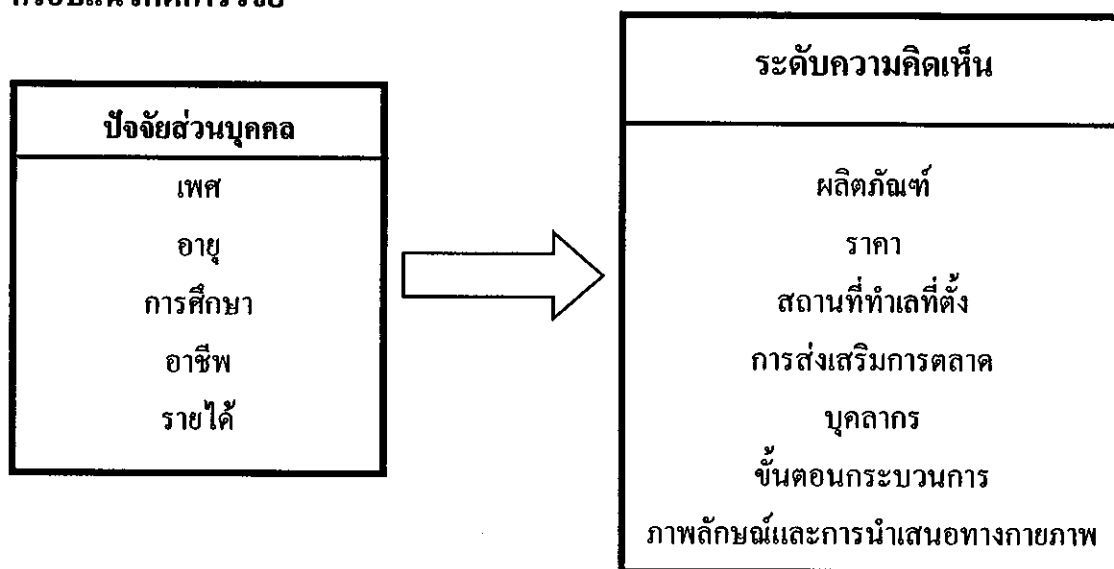 ปัจจัยส่วนบุคคล
เพศ
อายุ
การศึกษา
อาชีพ
รายได้
ระดับความคิดเห็น
ผลิตภัณฑ์
ราคา
สถานที่ทำเลที่ตั้ง
การส่งเสริมการตลาด
บุคลากร
ขั้นตอนกระบวนการ
ภาพลักษณ์และการนำเสนอทางกายภาพ